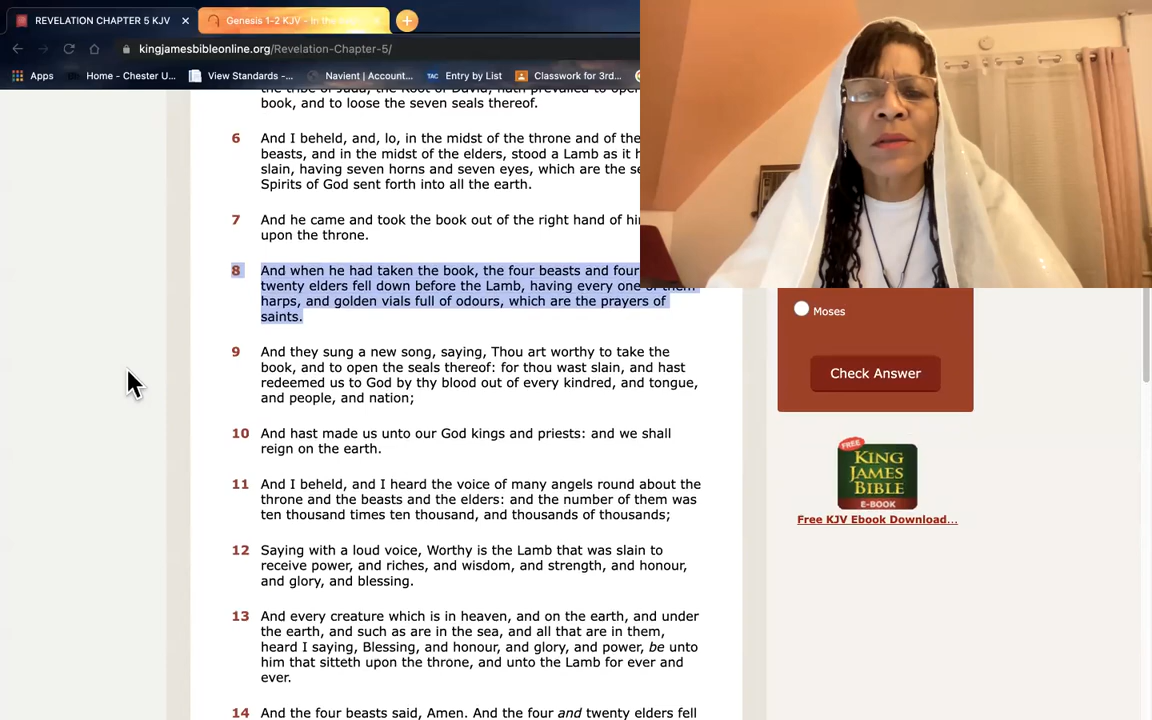 REVELATION CHAPTER 5 KJV
Genesis 1-2 KJV - In the
kingjamesbibleonline.org/Revelation-Chapter-5/
Apps Home - Chester U... View Standards -... Navient | Account... TAC Entry by List Classwork for 3rd...
the tribe of Juda, the Root of David, hath prevailed to open
book, and to loose the seven seals thereof.
6 And I beheld, and, lo, in the midst of the throne and of the
beasts, and in the midst of the elders, stood a Lamb as it
slain, having seven horns and seven eyes, which are the
Spirits of God sent forth into all the earth.
7 And he came and took the book out of the right hand of
upon the throne.
8 And when he had taken the book, the four beasts and four
twenty elders fell down before the Lamb, having every one of them
harps, and golden vials full of odours, which are the prayers of
saints.
9 And they sung a new song, saying, Thou art worthy to take the
book, and to open the seals thereof: for thou wast slain, and hast
redeemed us to God by thy blood out of every kindred, and tongue,
and people, and nation;
10 And hast made us unto our God kings and priests: and we shall
reign on the earth.
11 And I beheld, and I heard the voice of many angels round about the
throne and the beasts and the elders: and the number of them was
ten thousand times ten thousand, and thousands of thousands;
12 Saying with a loud voice, Worthy is the Lamb that was slain to
receive power, and riches, and wisdom, and strength, and honour,
and glory, and blessing.
13 And every creature which is in heaven, and on the earth, and under
the earth, and such as are in the sea, and all that are in them,
heard I saying, Blessing, and honour, and glory, and power, be unto
him that sitteth upon the throne, and unto the Lamb for ever and
ever.
14 And the four beasts said, Amen. And the four and twenty elders fell
Moses
Check Answer
FREE
KING
JAMES
BIBLE
E-BOOK
Free KJV Ebook Download...